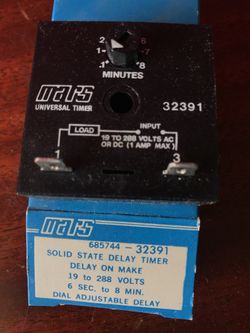 2 6
1 7
.1 8
MINUTES
mars
UNIVERSAL TIMER 32391
LOAD INPUT
19 TO 288 VOLTS AC
OR DC (1 AMP MAX)
1 3
mars
685744-32391
SOLID STATE DELAY TIMER
DELAY ON MAKE
19 to 288 VOLTS
6 SEC. to 8 MIN.
DIAL ADJUSTABLE DELAY